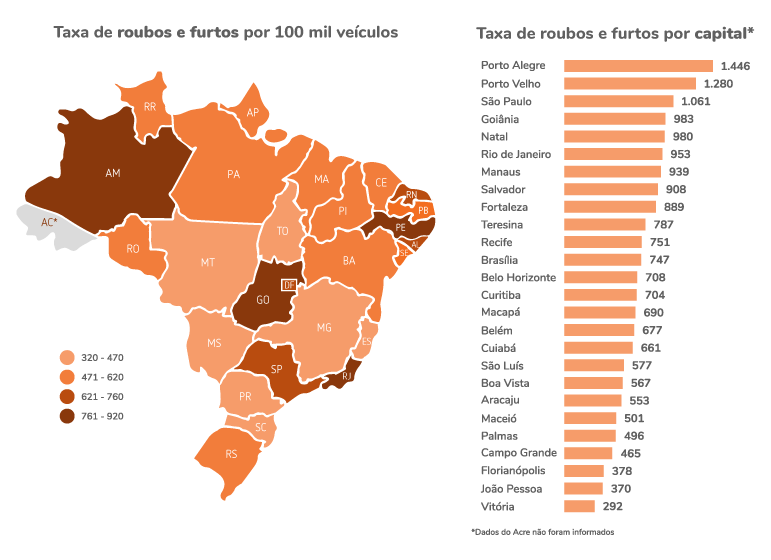 Taxa de roubos e furtos por 100 mil veículos
RR
AP
AM
PA
MA
CE
RN
PB
PI
PE
AL
SE
AC*
RO
TO
BA
MT
DF
GO
MG
ES
MS
SP
RJ
PR
SC
RS
320 - 470
471 - 620
621 - 760
761 - 920
Taxa de roubos e furtos por capital*
Porto Alegre 1.446
Porto Velho 1.280
São Paulo 1.061
Goiânia 983
Natal 980
Rio de Janeiro 953
Manaus 939
Salvador 908
Fortaleza 889
Teresina 787
Recife 751
Brasília 747
Belo Horizonte 708
Curitiba 704
Macapá 690
Belém 677
Cuiabá 661
São Luís 577
Boa Vista 567
Aracaju 553
Maceió 501
Palmas 496
Campo Grande 465
Florianópolis 378
João Pessoa 370
Vitória 292
*Dados do Acre não foram informados